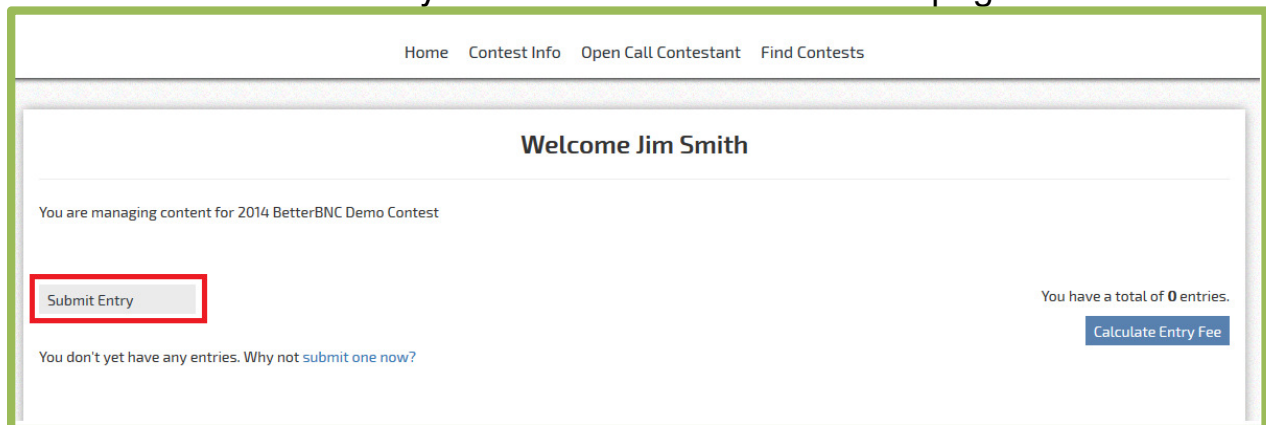 Home Contest Info Open Call Contestant Find Contests
Welcome Jim Smith
You are managing content for 2014 BetterBNC Demo Contest
Submit Entry
You have a total of 0 entries.
Calculate Entry Fee
You don't yet have any entries. Why not submit one now?